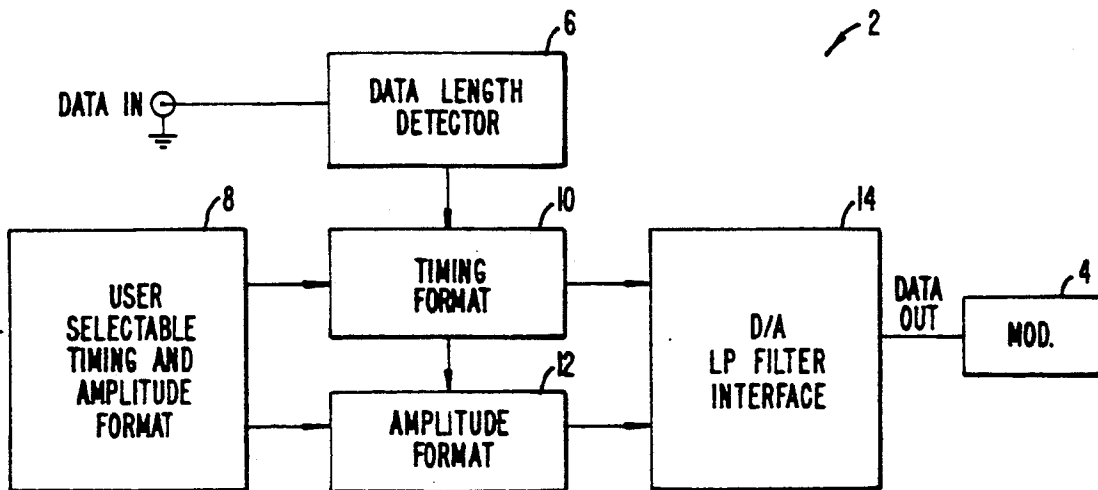 6
2
DATA IN
DATA LENGTH
DETECTOR
8
10
14
USER
SELECTABLE
TIMING AND
AMPLITUDE
FORMAT
TIMING
FORMAT
12
AMPLITUDE
FORMAT
D/A
LP FILTER
INTERFACE
DATA
OUT
4
MOD.